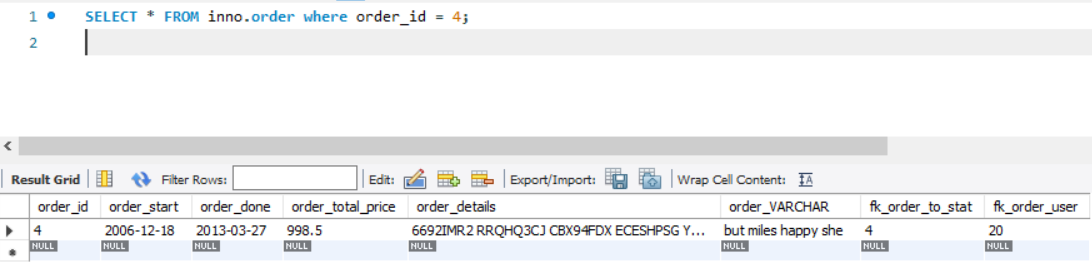 1 SELECT * FROM inno.order where order_id = 4;
2
Result Grid Filter Rows: Edit: Export/Import: Wrap Cell Content: IA
order_id order_start order_done order_total_price order_details order_VARCHAR fk_order_to_stat fk_order_user
4 2006-12-18 2013-03-27 998.5 6692IMR2 RRQHQ3CJ CBX94FDX ECESHPSG Y... but miles happy she 4 20
NULL NULL NULL NULL NULL NULL NULL NULL